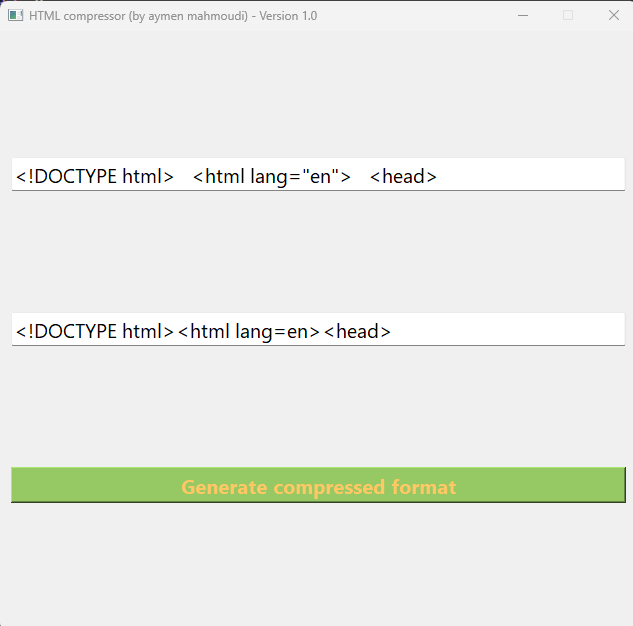 HTML compressor (by aymen mahmoudi) - Version 1.0
<!DOCTYPE html>   <html lang="en">   <head>
<!DOCTYPE html><html lang=en><head>
Generate compressed format